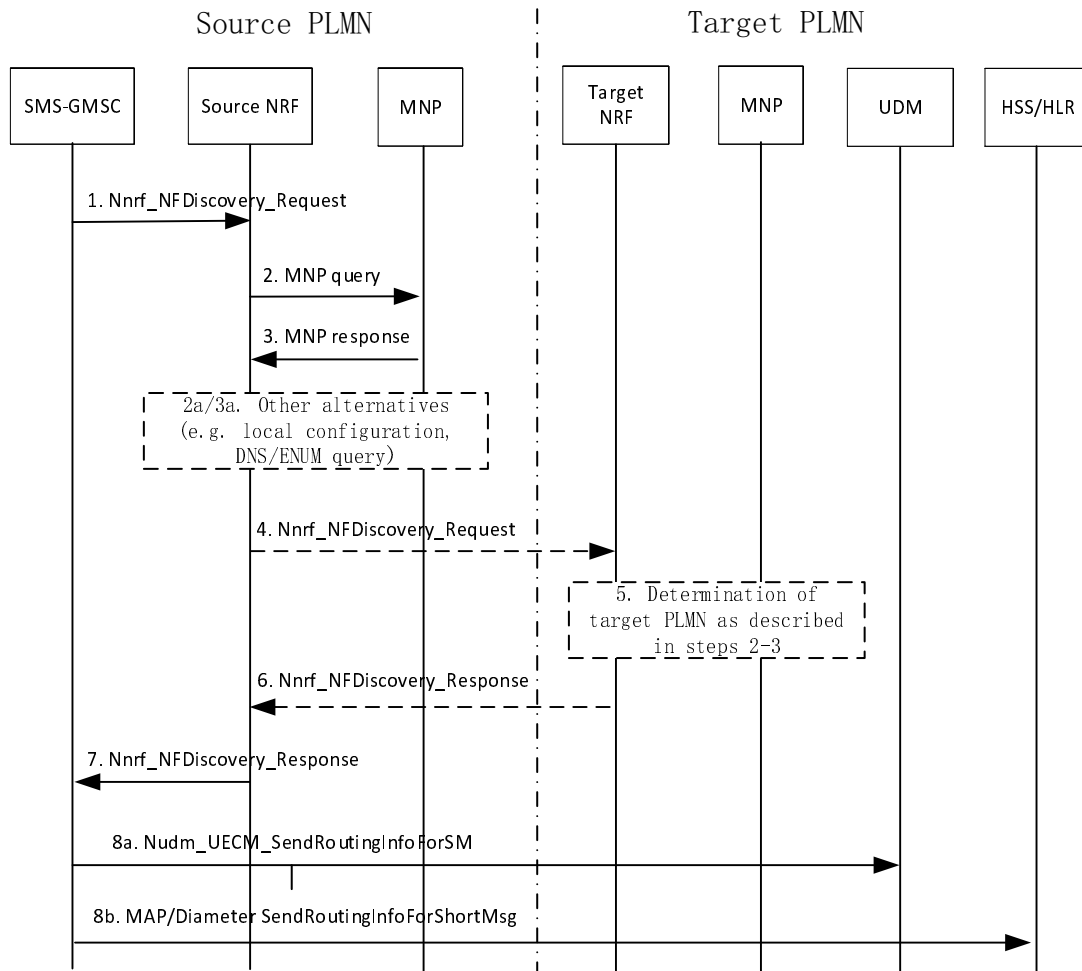 Source PLMN
Target PLMN
SMS-GMSC
Source NRF
MNP
Target
NRF
MNP
UDM
HSS/HLR
1. Nnrf_NFDiscovery_Request
2. MNP query
3. MNP response
2a/3a. Other alternatives
(e.g. local configuration,
DNS/ENUM query)
4. Nnrf_NFDiscovery_Request
5. Determination of
target PLMN as described
in steps 2-3
6. Nnrf_NFDiscovery_Response
7. Nnrf_NFDiscovery_Response
8a. Nudm_UECM_SendRoutingInfoForSM
8b. MAP/Diameter SendRoutingInfoForShortMsg